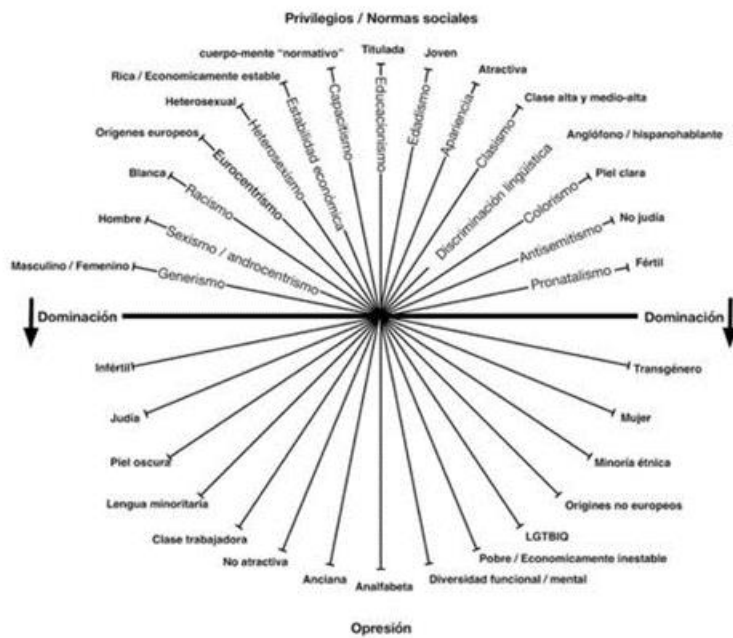 Privilegios / Normas sociales
cuerpo-mente “normativo”
Titulada
Joven
Rica / Economicamente estable
Atractiva
Heterosexual
Clase alta y medio-alta
Orígenes europeos
Anglófono / hispanohablante
Blanca
Piel clara
Hombre
No judía
Masculino / Femenino
Fértil
Generismo
Sexismo / androcentrismo
Racismo
Eurocentrismo
Heterosexismo
Estabilidad económica
Capacitismo
Educacionismo
Edadismo
Apariencia
Clasismo
Discriminación linguística
Colorismo
Antisemitismo
Pronatalismo
Dominación
Dominación
Infértil
Transgénero
Judía
Mujer
Piel oscura
Minoría étnica
Lengua minoritaria
Origines no europeos
Clase trabajadora
LGTBIQ
No atractiva
Pobre / Economicamente inestable
Anciana
Analfabeta
Diversidad funcional / mental
Opresión